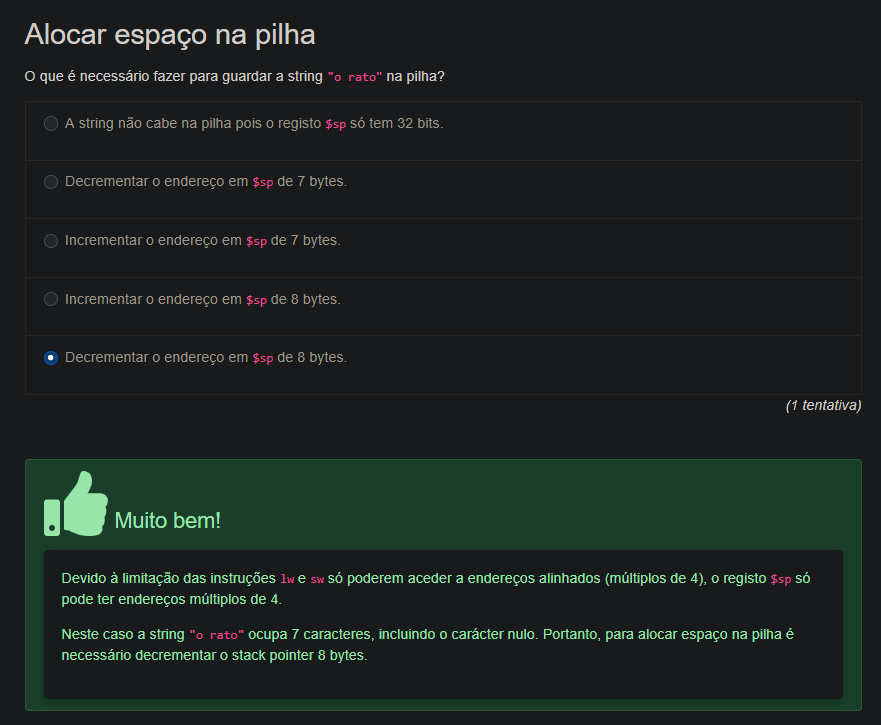 Alocar espaço na pilha
O que é necessário fazer para guardar a string "o rato" na pilha?
A string não cabe na pilha pois o registo $sp só tem 32 bits.
Decrementar o endereço em $sp de 7 bytes.
Incrementar o endereço em $sp de 7 bytes.
Incrementar o endereço em $sp de 8 bytes.
Decrementar o endereço em $sp de 8 bytes.
(1 tentativa)
Muito bem!
Devido à limitação das instruções lw e sw só poderem aceder a endereços alinhados (múltiplos de 4), o registo $sp só
pode ter endereços múltiplos de 4.
Neste caso a string "o rato" ocupa 7 caracteres, incluindo o carácter nulo. Portanto, para alocar espaço na pilha é
necessário decrementar o stack pointer 8 bytes.